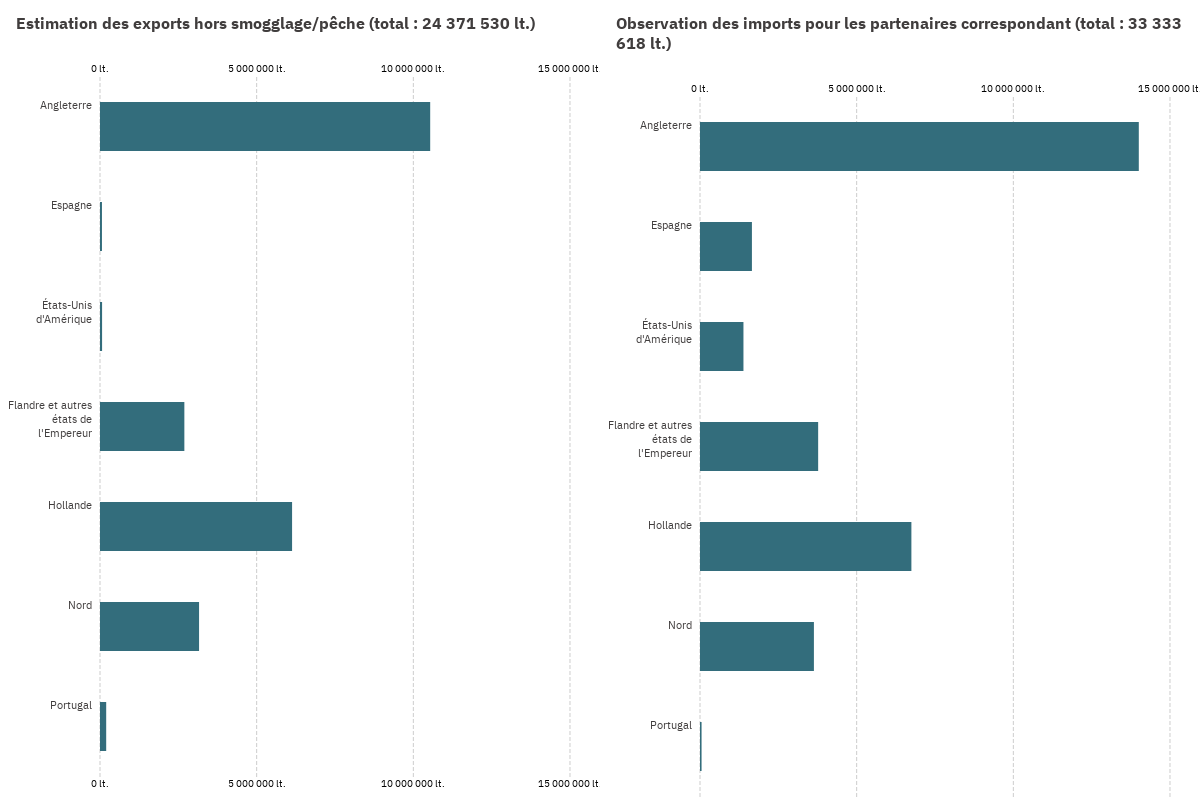 Estimation des exports hors smogglage/pêche (total : 24 371 530 lt.)
0 lt.
5 000 000 lt.
10 000 000 lt.
15 000 000 lt
Angleterre
Espagne
États-Unis
d'Amérique
Flandre et autres
états de
l'Empereur
Hollande
Nord
Portugal
0 lt.
5 000 000 lt.
10 000 000 lt.
15 000 000 lt
Observation des imports pour les partenaires correspondant (total : 33 333
618 lt.)
0 lt.
5 000 000 lt.
10 000 000 lt.
15 000 000 lt
Angleterre
Espagne
États-Unis
d'Amérique
Flandre et autres
états de
l'Empereur
Hollande
Nord
Portugal